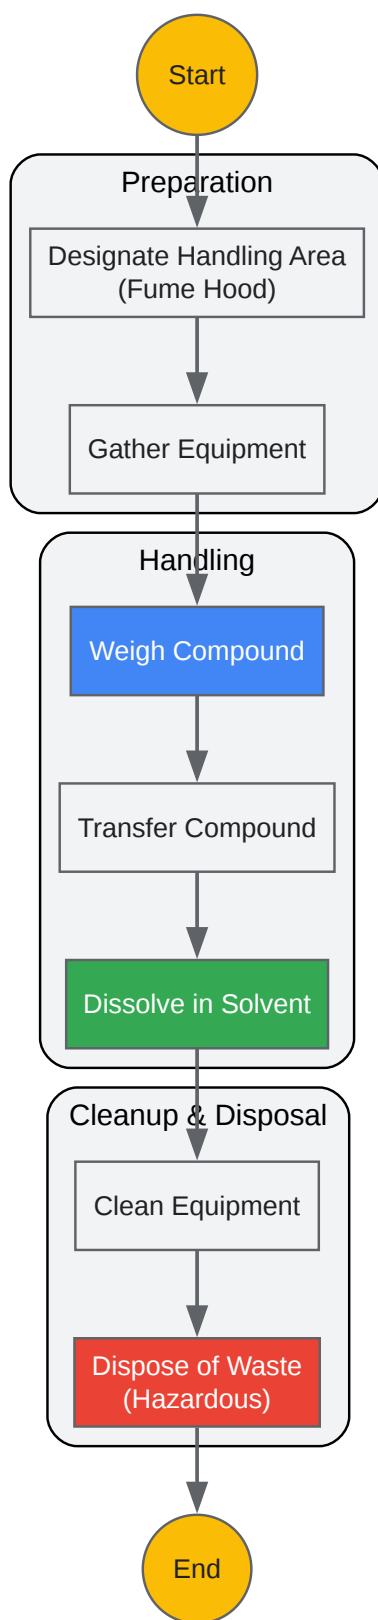 Start
Preparation
Designate Handling Area
(Fume Hood)
Gather Equipment
Handling
Weigh Compound
Transfer Compound
Dissolve in Solvent
Cleanup & Disposal
Clean Equipment
Dispose of Waste
(Hazardous)
End